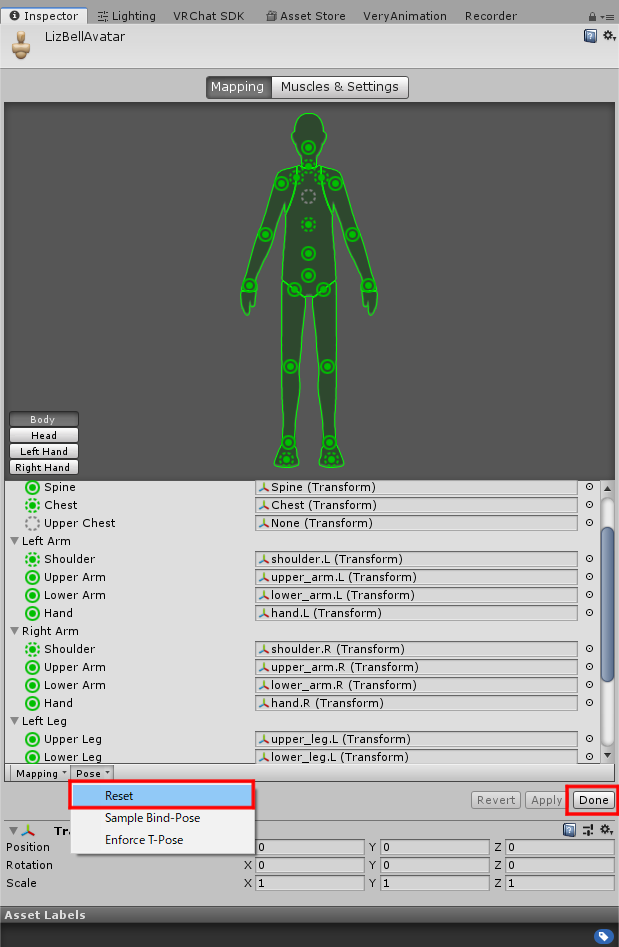 Inspector Lighting VRChat SDK Asset Store VeryAnimation Recorder
LizBellAvatar
Mapping Muscles & Settings
Body
Head
Left Hand
Right Hand
Spine Spine (Transform)
Chest Chest (Transform)
Upper Chest None (Transform)
Left Arm
Shoulder shoulder.L (Transform)
Upper Arm upper_arm.L (Transform)
Lower Arm lower_arm.L (Transform)
Hand hand.L (Transform)
Right Arm
Shoulder shoulder.R (Transform)
Upper Arm upper_arm.R (Transform)
Lower Arm lower_arm.R (Transform)
Hand hand.R (Transform)
Left Leg
Upper Leg upper_leg.L (Transform)
Lower Leg lower_leg.L (Transform)
Mapping Pose
Reset
Sample Bind-Pose
Enforce T-Pose
Revert Apply Done
Position 0 Y 0 Z 0
Rotation X 0 Y 0 Z 0
Scale X 1 Y 1 Z 1
Asset Labels